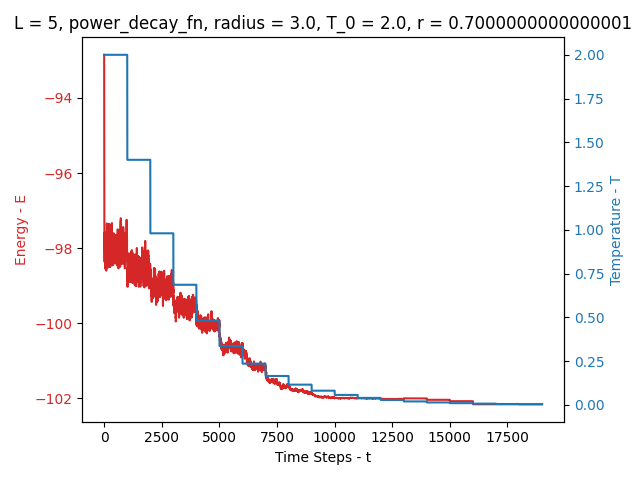 L = 5, power_decay_fn, radius = 3.0, T_0 = 2.0, r = 0.7000000000000001
−94
−96
−98
−100
−102
Energy - E
2.00
1.75
1.50
1.25
1.00
0.75
0.50
0.25
0.00
Temperature - T
0 2500 5000 7500 10000 12500 15000 17500
Time Steps - t